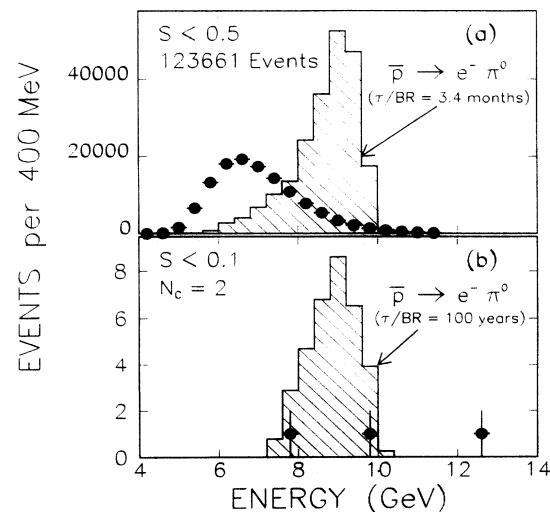 S < 0.5
(a)
123661 Events
p̅ → e⁻ π⁰
(τ/BR = 3.4 months)
40000
20000
0
EVENTS per 400 MeV
S < 0.1
(b)
N_c = 2
p̅ → e⁻ π⁰
(τ/BR = 100 years)
8
6
4
2
0
4 6 8 10 12 14
ENERGY (GeV)